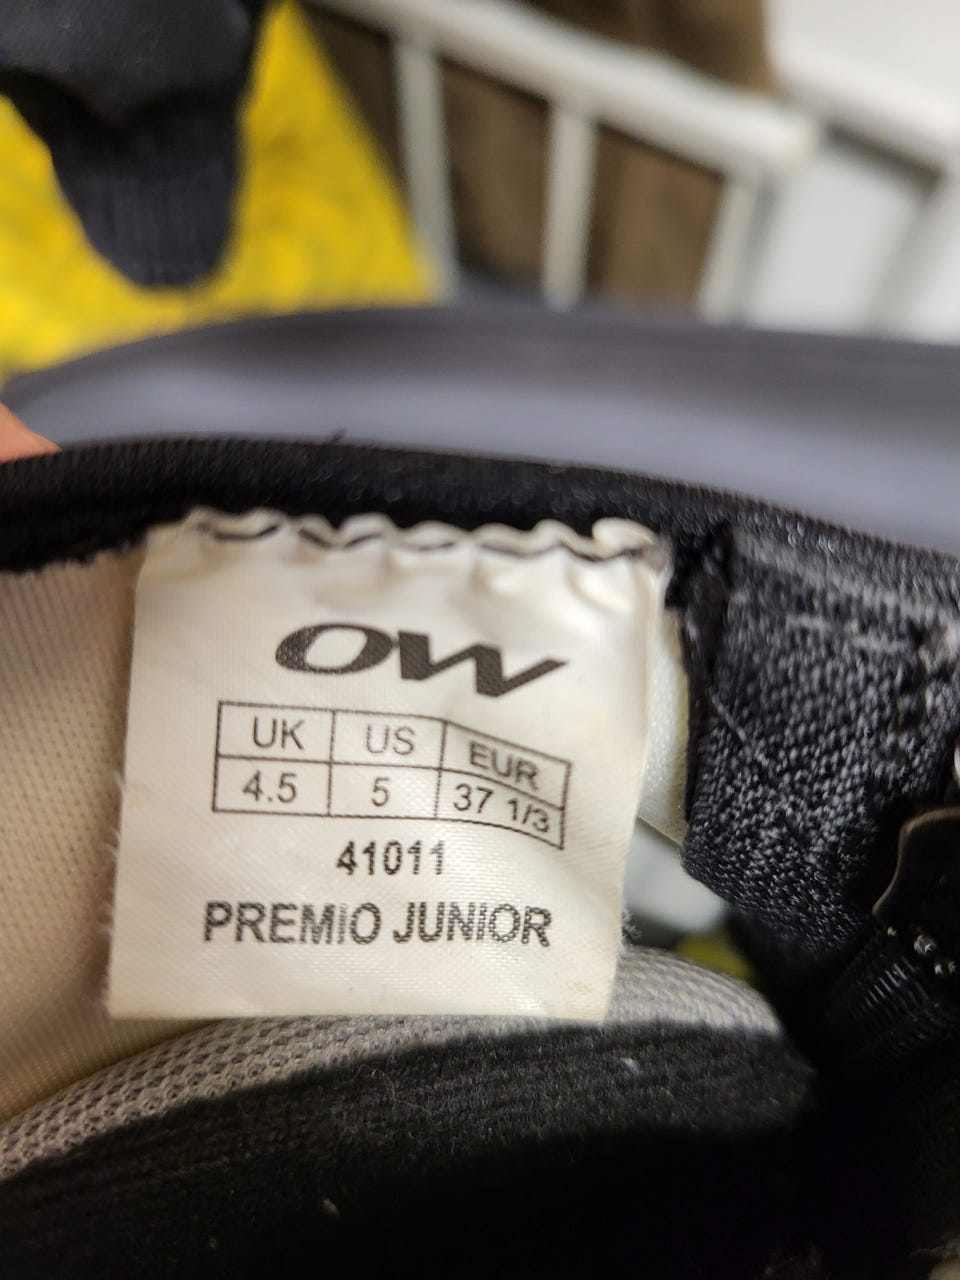 OW
UK US EUR
4.5 5 37 1/3
41011
PREMIO JUNIOR